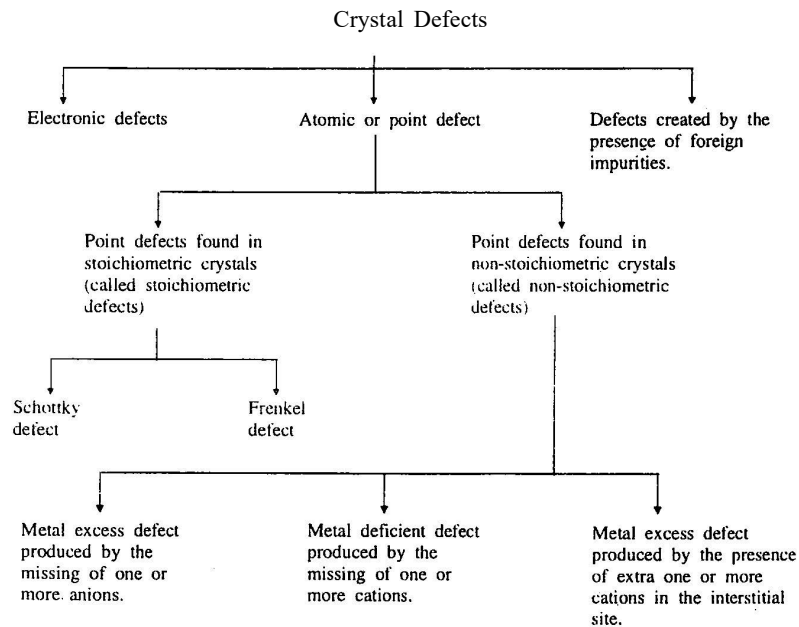 Crystal Defects
Electronic defects
Atomic or point defect
Defects created by the
presence of foreign
impurities.
Point defects found in
stoichiometric crystals
(called stoichiometric
defects)
Point defects found in
non-stoichiometric crystals
(called non-stoichiometric
defects)
Schottky
defect
Frenkel
defect
Metal excess defect
produced by the
missing of one or
more anions.
Metal deficient defect
produced by the
missing of one or
more cations.
Metal excess defect
produced by the presence
of extra one or more
cations in the interstitial
site.